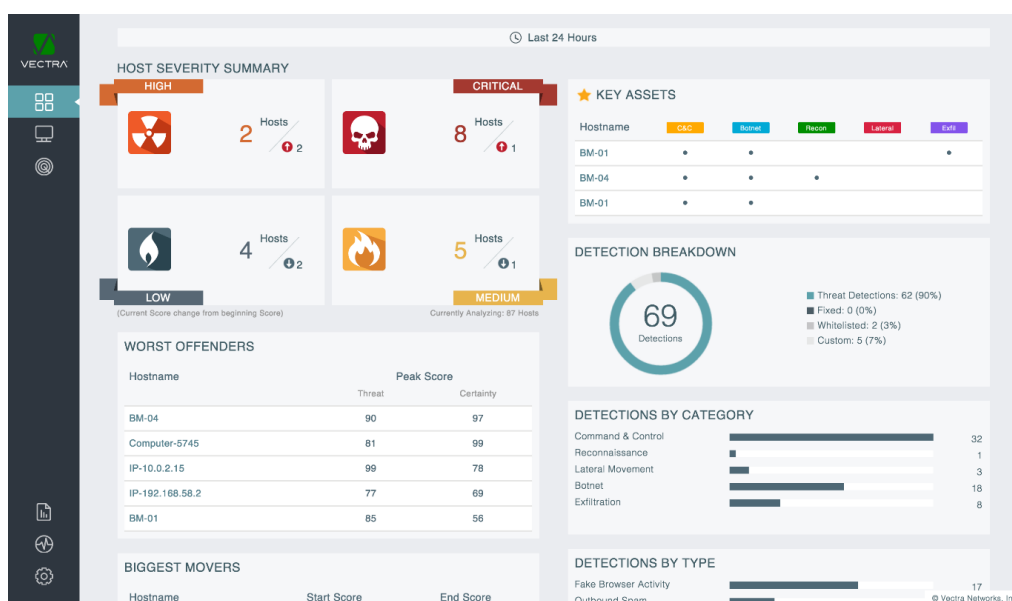 VECTRA
Last 24 Hours
HOST SEVERITY SUMMARY
HIGH
2 Hosts 2
CRITICAL
8 Hosts 1
4 Hosts 2
LOW
5 Hosts 1
MEDIUM
(Current Score change from beginning Score)
Currently Analyzing: 87 Hosts
WORST OFFENDERS
Hostname Peak Score
Threat Certainty
BM-04 90 97
Computer-5745 81 99
IP-10.0.2.15 99 78
IP-192.168.58.2 77 69
BM-01 85 56
BIGGEST MOVERS
Hostname Start Score End Score
KEY ASSETS
Hostname C&C Botnet Recon Lateral Exfil
BM-01
BM-04
BM-01
DETECTION BREAKDOWN
69
Detections
Threat Detections: 62 (90%)
Fixed: 0 (0%)
Whitelisted: 2 (3%)
Custom: 5 (7%)
DETECTIONS BY CATEGORY
Command & Control 32
Reconnaissance 1
Lateral Movement 3
Botnet 18
Exfiltration 8
DETECTIONS BY TYPE
Fake Browser Activity 17
Outbound Spam
© Vectra Networks, In